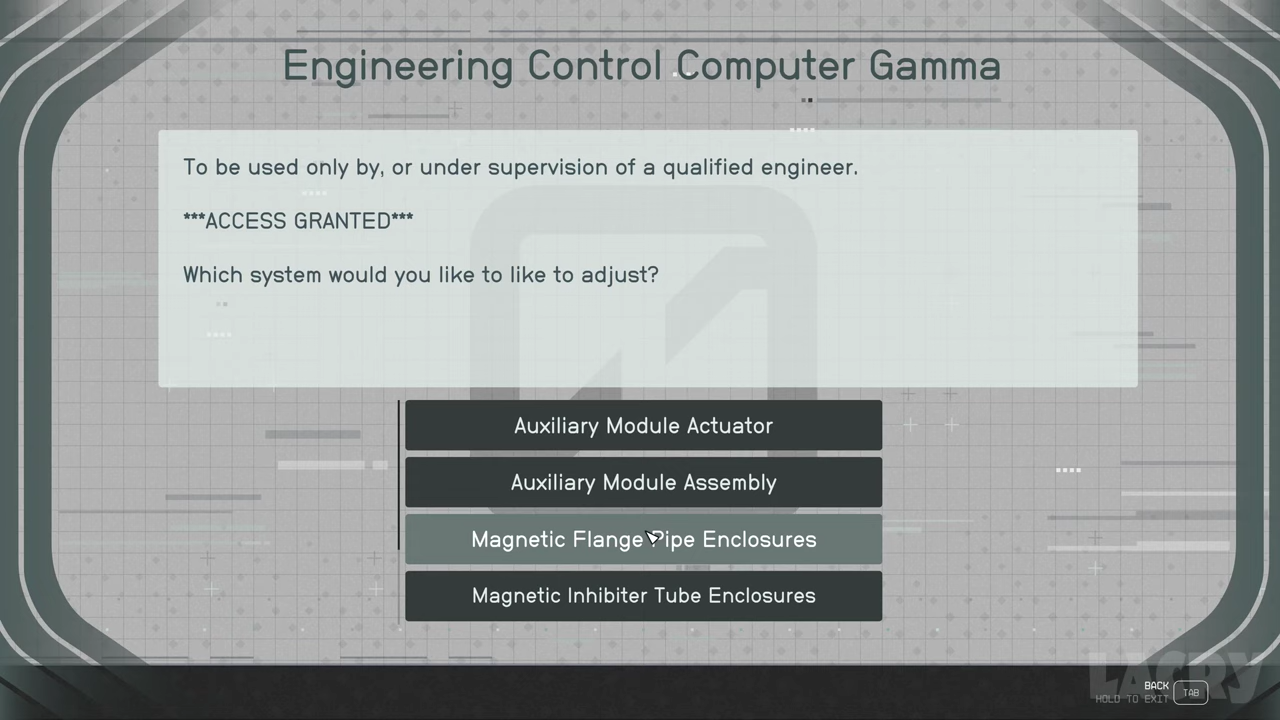 Engineering Control Computer Gamma
To be used only by, or under supervision of a qualified engineer.
***ACCESS GRANTED***
Which system would you like to like to adjust?
Auxiliary Module Actuator
Auxiliary Module Assembly
Magnetic Flange Pipe Enclosures
Magnetic Inhibiter Tube Enclosures
LACRY
BACK
HOLD TO EXIT TAB